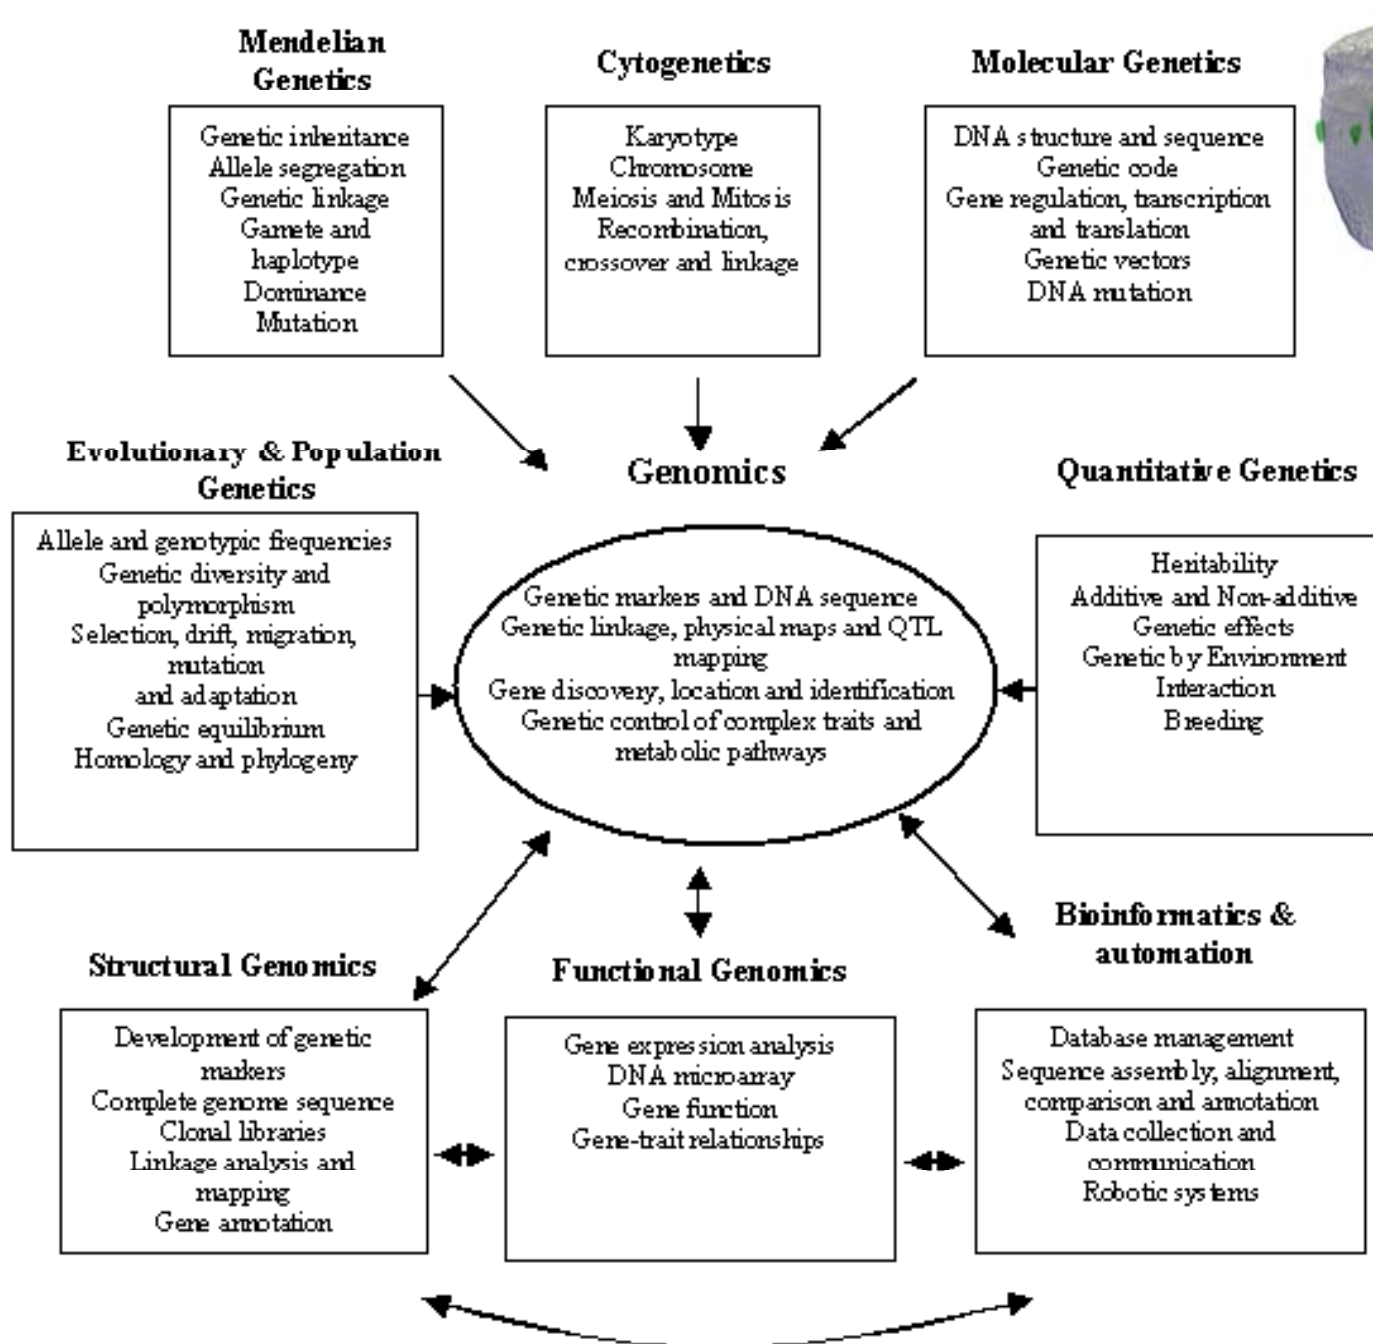 Mendelian
Genetics
Genetic inheritance
Allele segregation
Genetic linkage
Gamete and
haplotype
Dominance
Mutation
Cytogenetics
Karyotype
Chromosome
Meiosis and Mitosis
Recombination,
crossover and linkage
Molecular Genetics
DNA structure and sequence
Genetic code
Gene regulation, transcription
and translation
Genetic vectors
DNA mutation
Evolutionary & Population
Genetics
Allele and genotypic frequencies
Genetic diversity and
polymorphism
Selection, drift, migration,
mutation
and adaptation
Genetic equilibrium
Homology and phylogeny
Genomics
Genetic markers and DNA sequence
Genetic linkage, physical maps and QTL
mapping
Gene discovery, location and identification
Genetic control of complex traits and
metabolic pathways
Quantitative Genetics
Heritability
Additive and Non-additive
Genetic effects
Genetic by Environment
Interaction
Breeding
Structural Genomics
Development of genetic
markers
Complete genome sequence
Clonal libraries
Linkage analysis and
mapping
Gene annotation
Functional Genomics
Gene expression analysis
DNA microarray
Gene function
Gene-trait relationships
Bioinformatics &
automation
Database management
Sequence assembly, alignment,
comparison and annotation
Data collection and
communication
Robotic systems